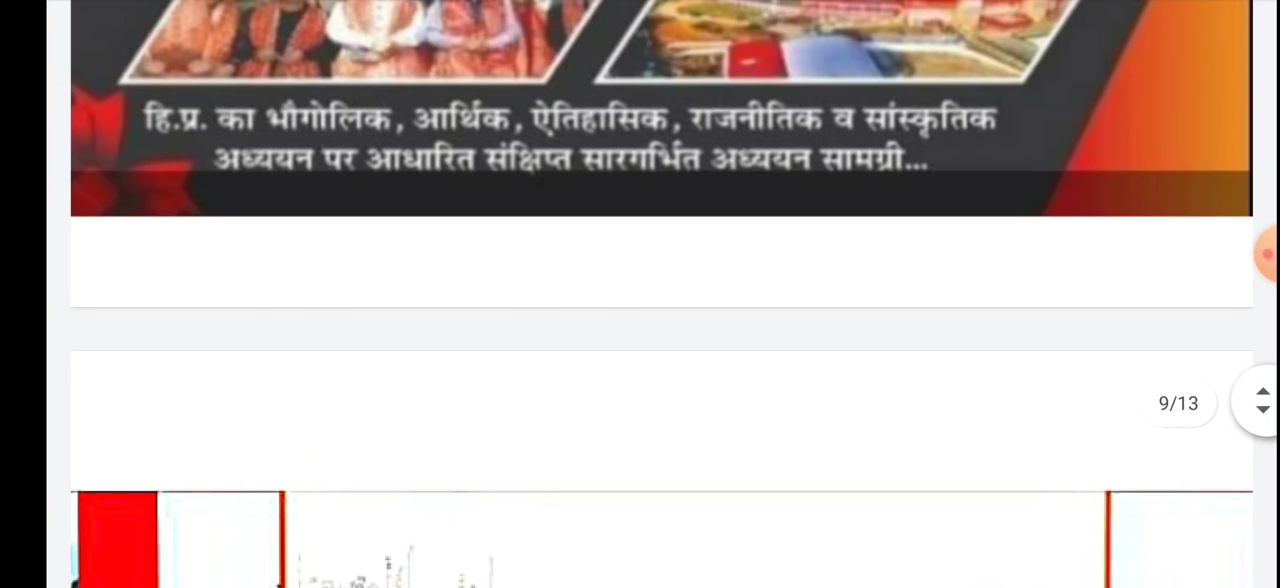 हि.प्र. का भौगोलिक, आर्थिक, ऐतिहासिक, राजनीतिक व सांस्कृतिक
अध्ययन पर आधारित संक्षिप्त सारगर्भित अध्ययन सामग्री...
9/13